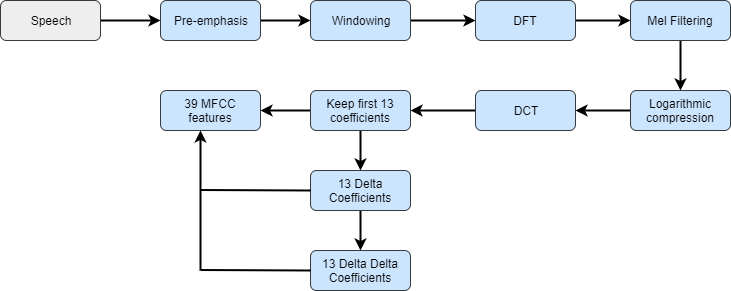 Speech
Pre-emphasis
Windowing
DFT
Mel Filtering
39 MFCC
features
Keep first 13
coefficients
DCT
Logarithmic
compression
13 Delta
Coefficients
13 Delta Delta
Coefficients